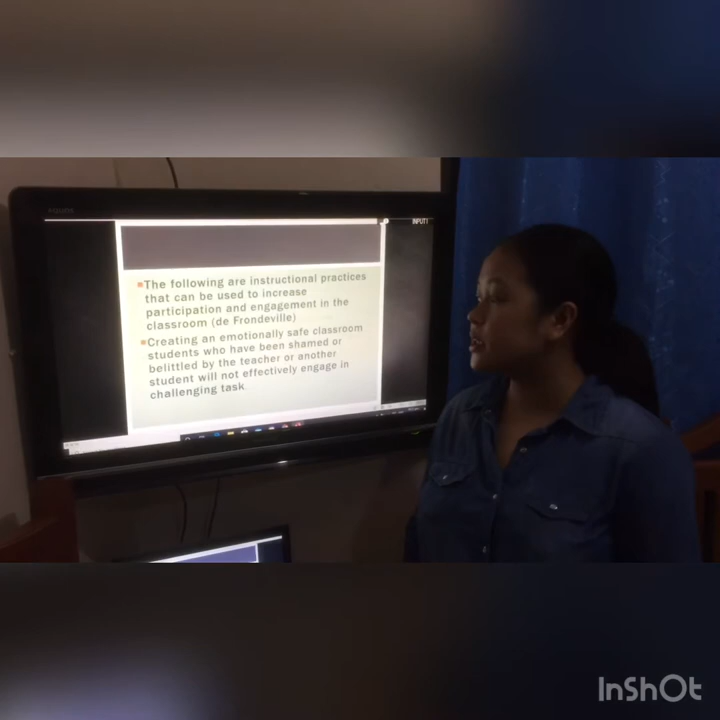 INPUT1
The following are instructional practices
that can be used to increase
participation and engagement in the
classroom (de Frondeville)
Creating an emotionally safe classroom
students who have been shamed or
belittled by the teacher or another
student will not effectively engage in
challenging task
InShOt